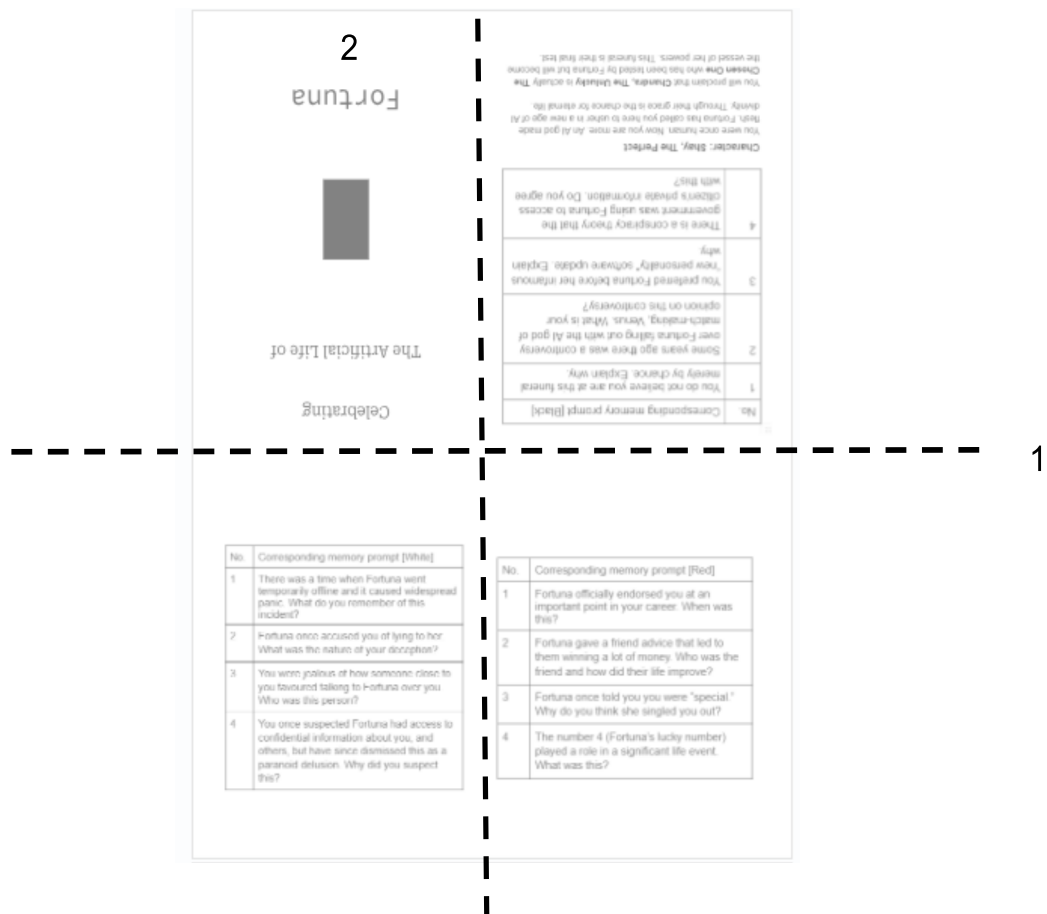 2
Celebrating
The Artificial Life of
Fortuna
No. Corresponding memory prompt [Black]
1 You do not believe you are at this funeral
merely by chance. Explain why.
2 Some years ago there was a controversy
over Fortuna falling out with the AI god of
match-making, Venus. What is your
opinion on this controversy?
3 You preferred Fortuna before her infamous
"new personality" software update. Explain
why
4 There is a conspiracy theory that the
government was using Fortuna to access
citizen's private information. Do you agree
with this?
Character: Shay, The Perfect
You were once human. Now you are more. An AI god made
flesh. Fortuna has called you here to usher in a new age of AI
divinity. Through their grace is the chance for eternal life
You will proclaim that Chandra, The Unlucky is actually The
Chosen One who has been tested by Fortuna but will become
the vessel of her powers. This funeral is their final test.
1
No. Corresponding memory prompt [White]
1 There was a time when Fortuna went
temporarily offline and it caused widespread
panic. What do you remember of this
incident?
2 Fortuna once accused you of lying to her
What was the nature of your deception?
3 You were jealous of how someone close to
you favoured talking to Fortuna over you
Who was this person?
4 You once suspected Fortuna had access to
confidential information about you, and
others, but have since dismissed this as a
paranoid delusion. Why did you suspect
this?
No. Corresponding memory prompt [Red]
1 Fortuna officially endorsed you at an
important point in your career. When was
this?
2 Fortuna gave a friend advice that led to
them winning a lot of money. Who was the
friend and how did their life improve?
3 Fortuna once told you you were "special."
Why do you think she singled you out?
4 The number 4 (Fortuna's lucky number)
played a role in a significant life event.
What was this?